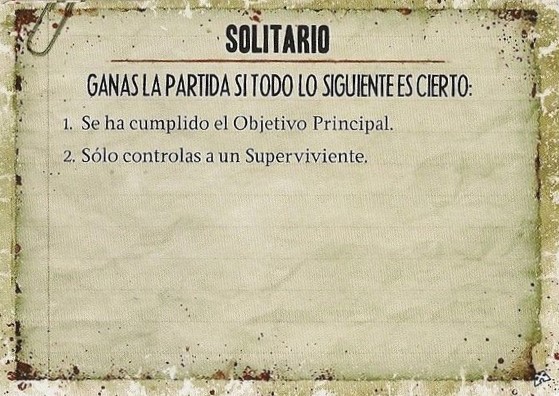 SOLITARIO
GANAS LA PARTIDA SI TODO LO SIGUIENTE ES CIERTO:
1. Se ha cumplido el Objetivo Principal.
2. Sólo controlas a un Superviviente.